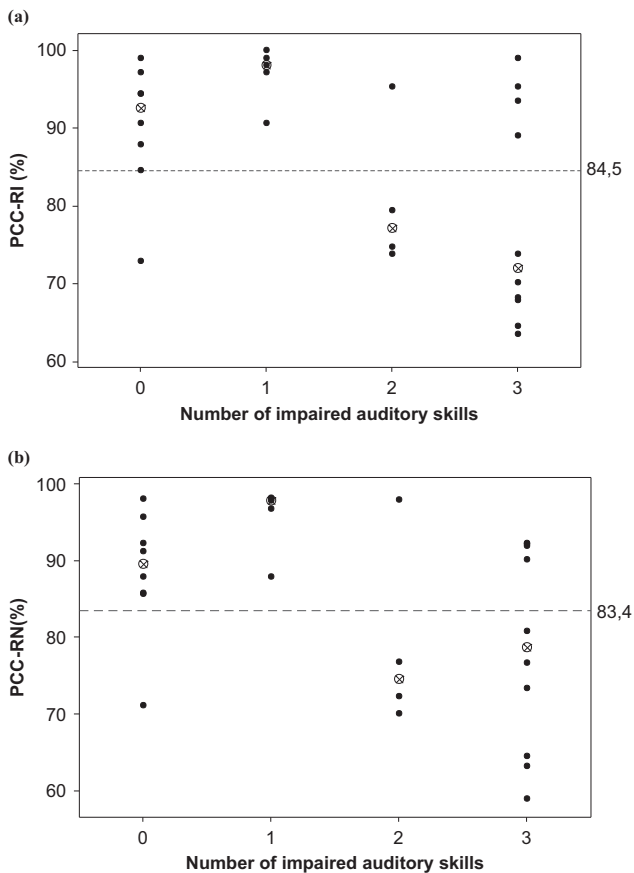 (a)
100
90
80
70
60
PCC-RI (%)
84,5
0 1 2 3
Number of impaired auditory skills
(b)
100
90
80
70
60
PCC-RN(%)
83,4
0 1 2 3
Number of impaired auditory skills